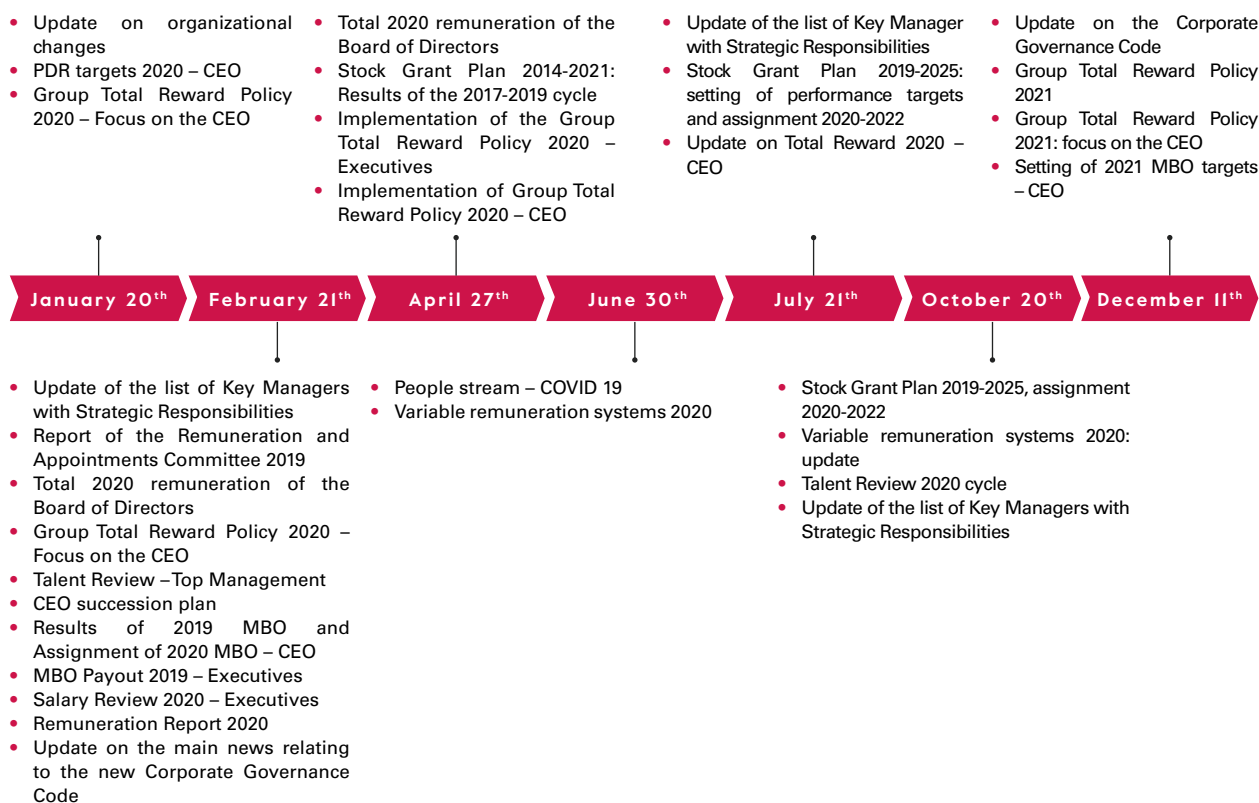 • Update on organizational
changes
• PDR targets 2020 – CEO
• Group Total Reward Policy
2020 – Focus on the CEO
• Total 2020 remuneration of the
Board of Directors
• Stock Grant Plan 2014-2021:
Results of the 2017-2019 cycle
• Implementation of the Group
Total Reward Policy 2020 –
Executives
• Implementation of Group Total
Reward Policy 2020 – CEO
• Update of the list of Key Manager
with Strategic Responsibilities
• Stock Grant Plan 2019-2025:
setting of performance targets
and assignment 2020-2022
• Update on Total Reward 2020 –
CEO
• Update on the Corporate
Governance Code
• Group Total Reward Policy
2021
• Group Total Reward Policy
2021: focus on the CEO
• Setting of 2021 MBO targets
– CEO
January 20th
February 21th
April 27th
June 30th
July 21th
October 20th
December 11th
• Update of the list of Key Managers
with Strategic Responsibilities
• Report of the Remuneration and
Appointments Committee 2019
• Total 2020 remuneration of the
Board of Directors
• Group Total Reward Policy 2020 –
Focus on the CEO
• Talent Review – Top Management
• CEO succession plan
• Results of 2019 MBO and
Assignment of 2020 MBO – CEO
• MBO Payout 2019 – Executives
• Salary Review 2020 – Executives
• Remuneration Report 2020
• Update on the main news relating
to the new Corporate Governance
Code
• People stream – COVID 19
• Variable remuneration systems 2020
• Stock Grant Plan 2019-2025, assignment
2020-2022
• Variable remuneration systems 2020:
update
• Talent Review 2020 cycle
• Update of the list of Key Managers with
Strategic Responsibilities